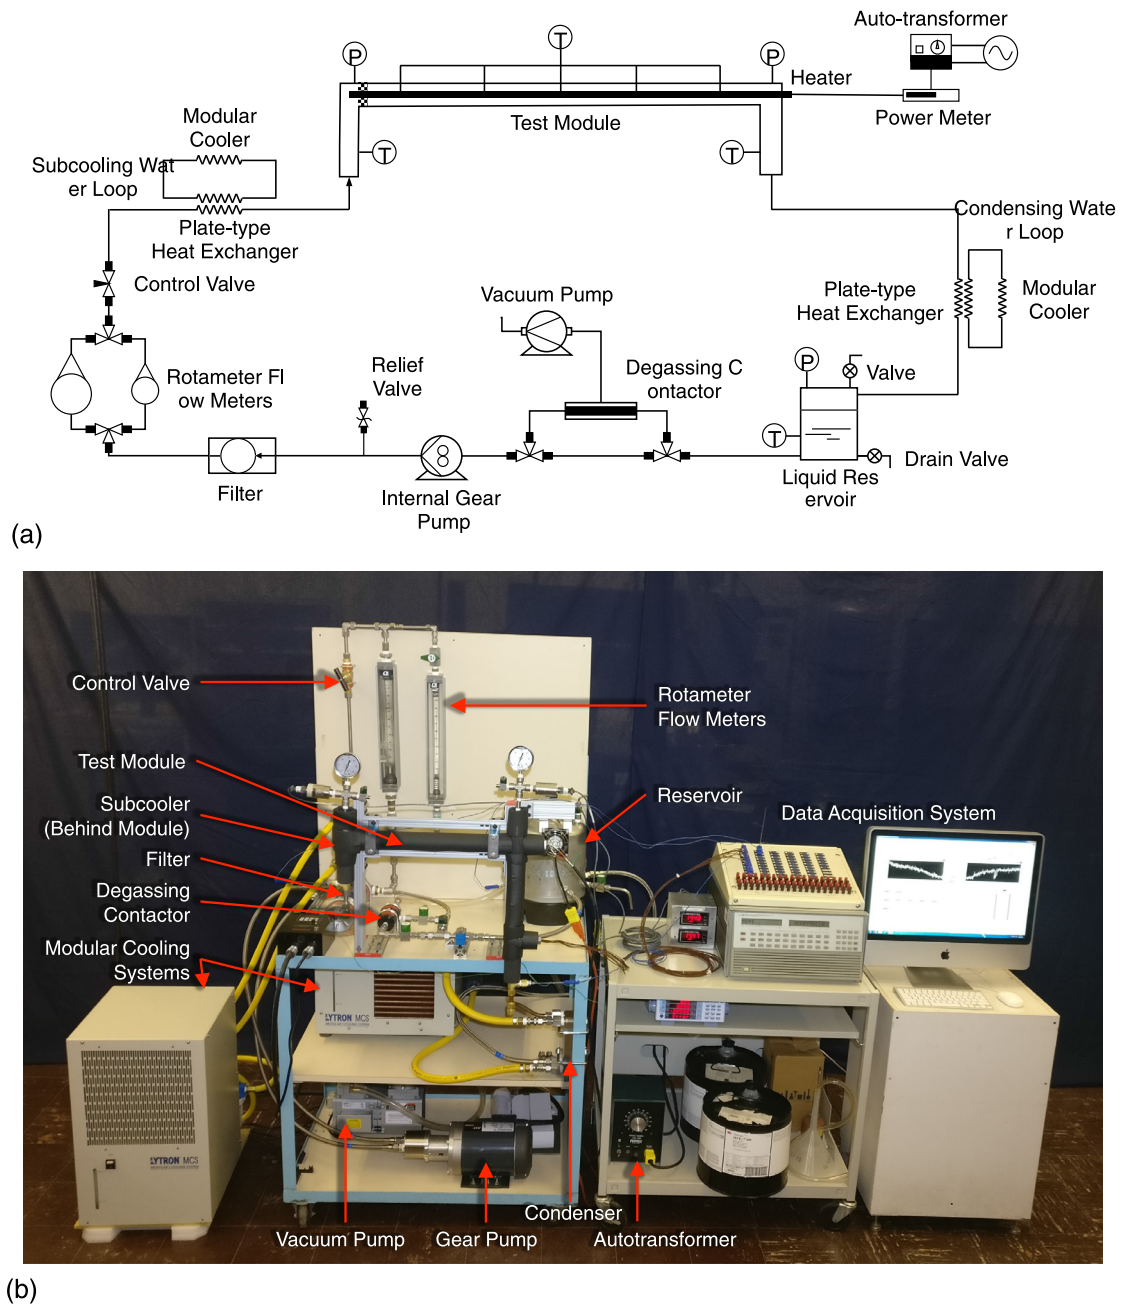 Auto-transformer
P
T
P
Heater
Power Meter
Test Module
Modular
Cooler
Subcooling Wat
er Loop
T
T
Plate-type
Heat Exchanger
Condensing Wate
r Loop
Control Valve
Vacuum Pump
Plate-type
Heat Exchanger
Modular
Cooler
Relief
Valve
Degassing C
ontactor
P
Valve
Rotameter Fl
ow Meters
T
Drain Valve
Filter
Internal Gear
Pump
Liquid Res
ervoir
(a)
Control Valve
Rotameter
Flow Meters
Test Module
Subcooler
(Behind Module)
Reservoir
Data Acquisition System
Filter
Degassing
Contactor
Modular Cooling
Systems
LYTRON MCS
LYTRON MCS
Condenser
Vacuum Pump
Gear Pump
Autotransformer
(b)